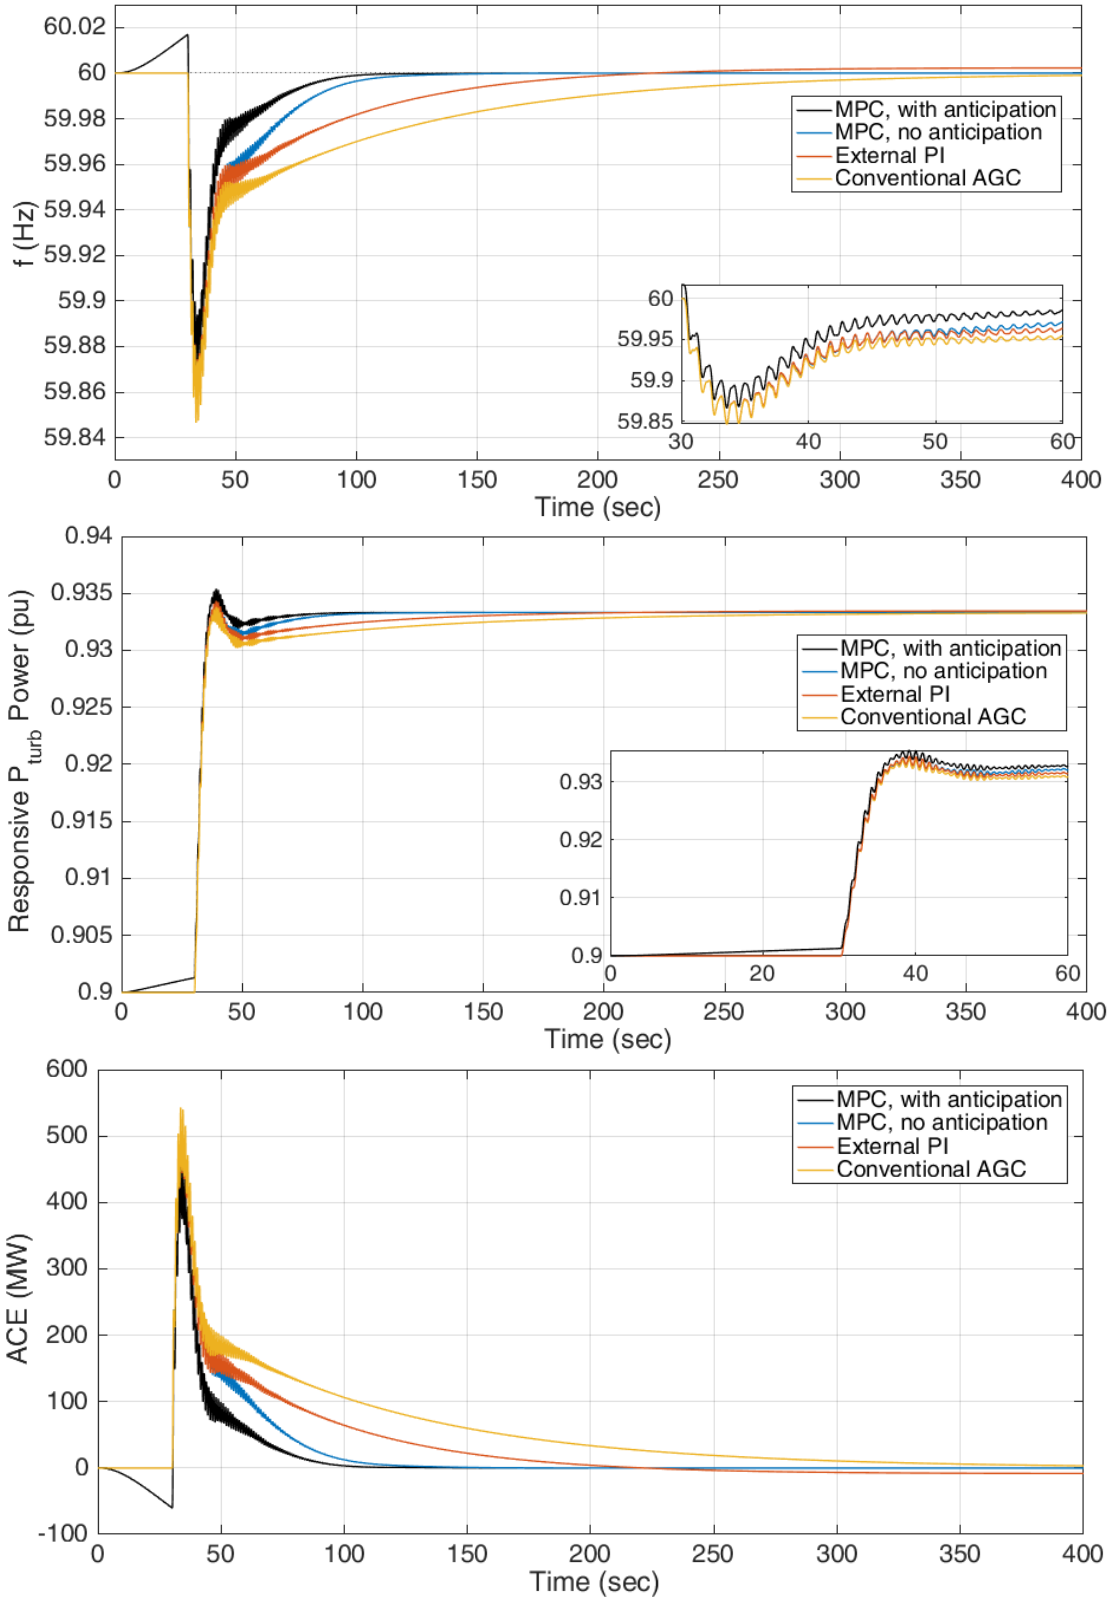 60.02
60
59.98
59.96
59.94
59.92
59.9
59.88
59.86
59.84
f (Hz)
MPC, with anticipation
MPC, no anticipation
External PI
Conventional AGC
60
59.95
59.9
59.85
30 40 50 60
0 50 100 150 200 250 300 350 400
Time (sec)
0.94
0.935
0.93
0.925
0.92
0.915
0.91
0.905
0.9
Responsive P_turb Power (pu)
MPC, with anticipation
MPC, no anticipation
External PI
Conventional AGC
0.93
0.92
0.91
0.9
0 20 40 60
0 50 100 150 200 250 300 350 400
Time (sec)
600
500
400
300
200
100
0
-100
ACE (MW)
MPC, with anticipation
MPC, no anticipation
External PI
Conventional AGC
0 50 100 150 200 250 300 350 400
Time (sec)